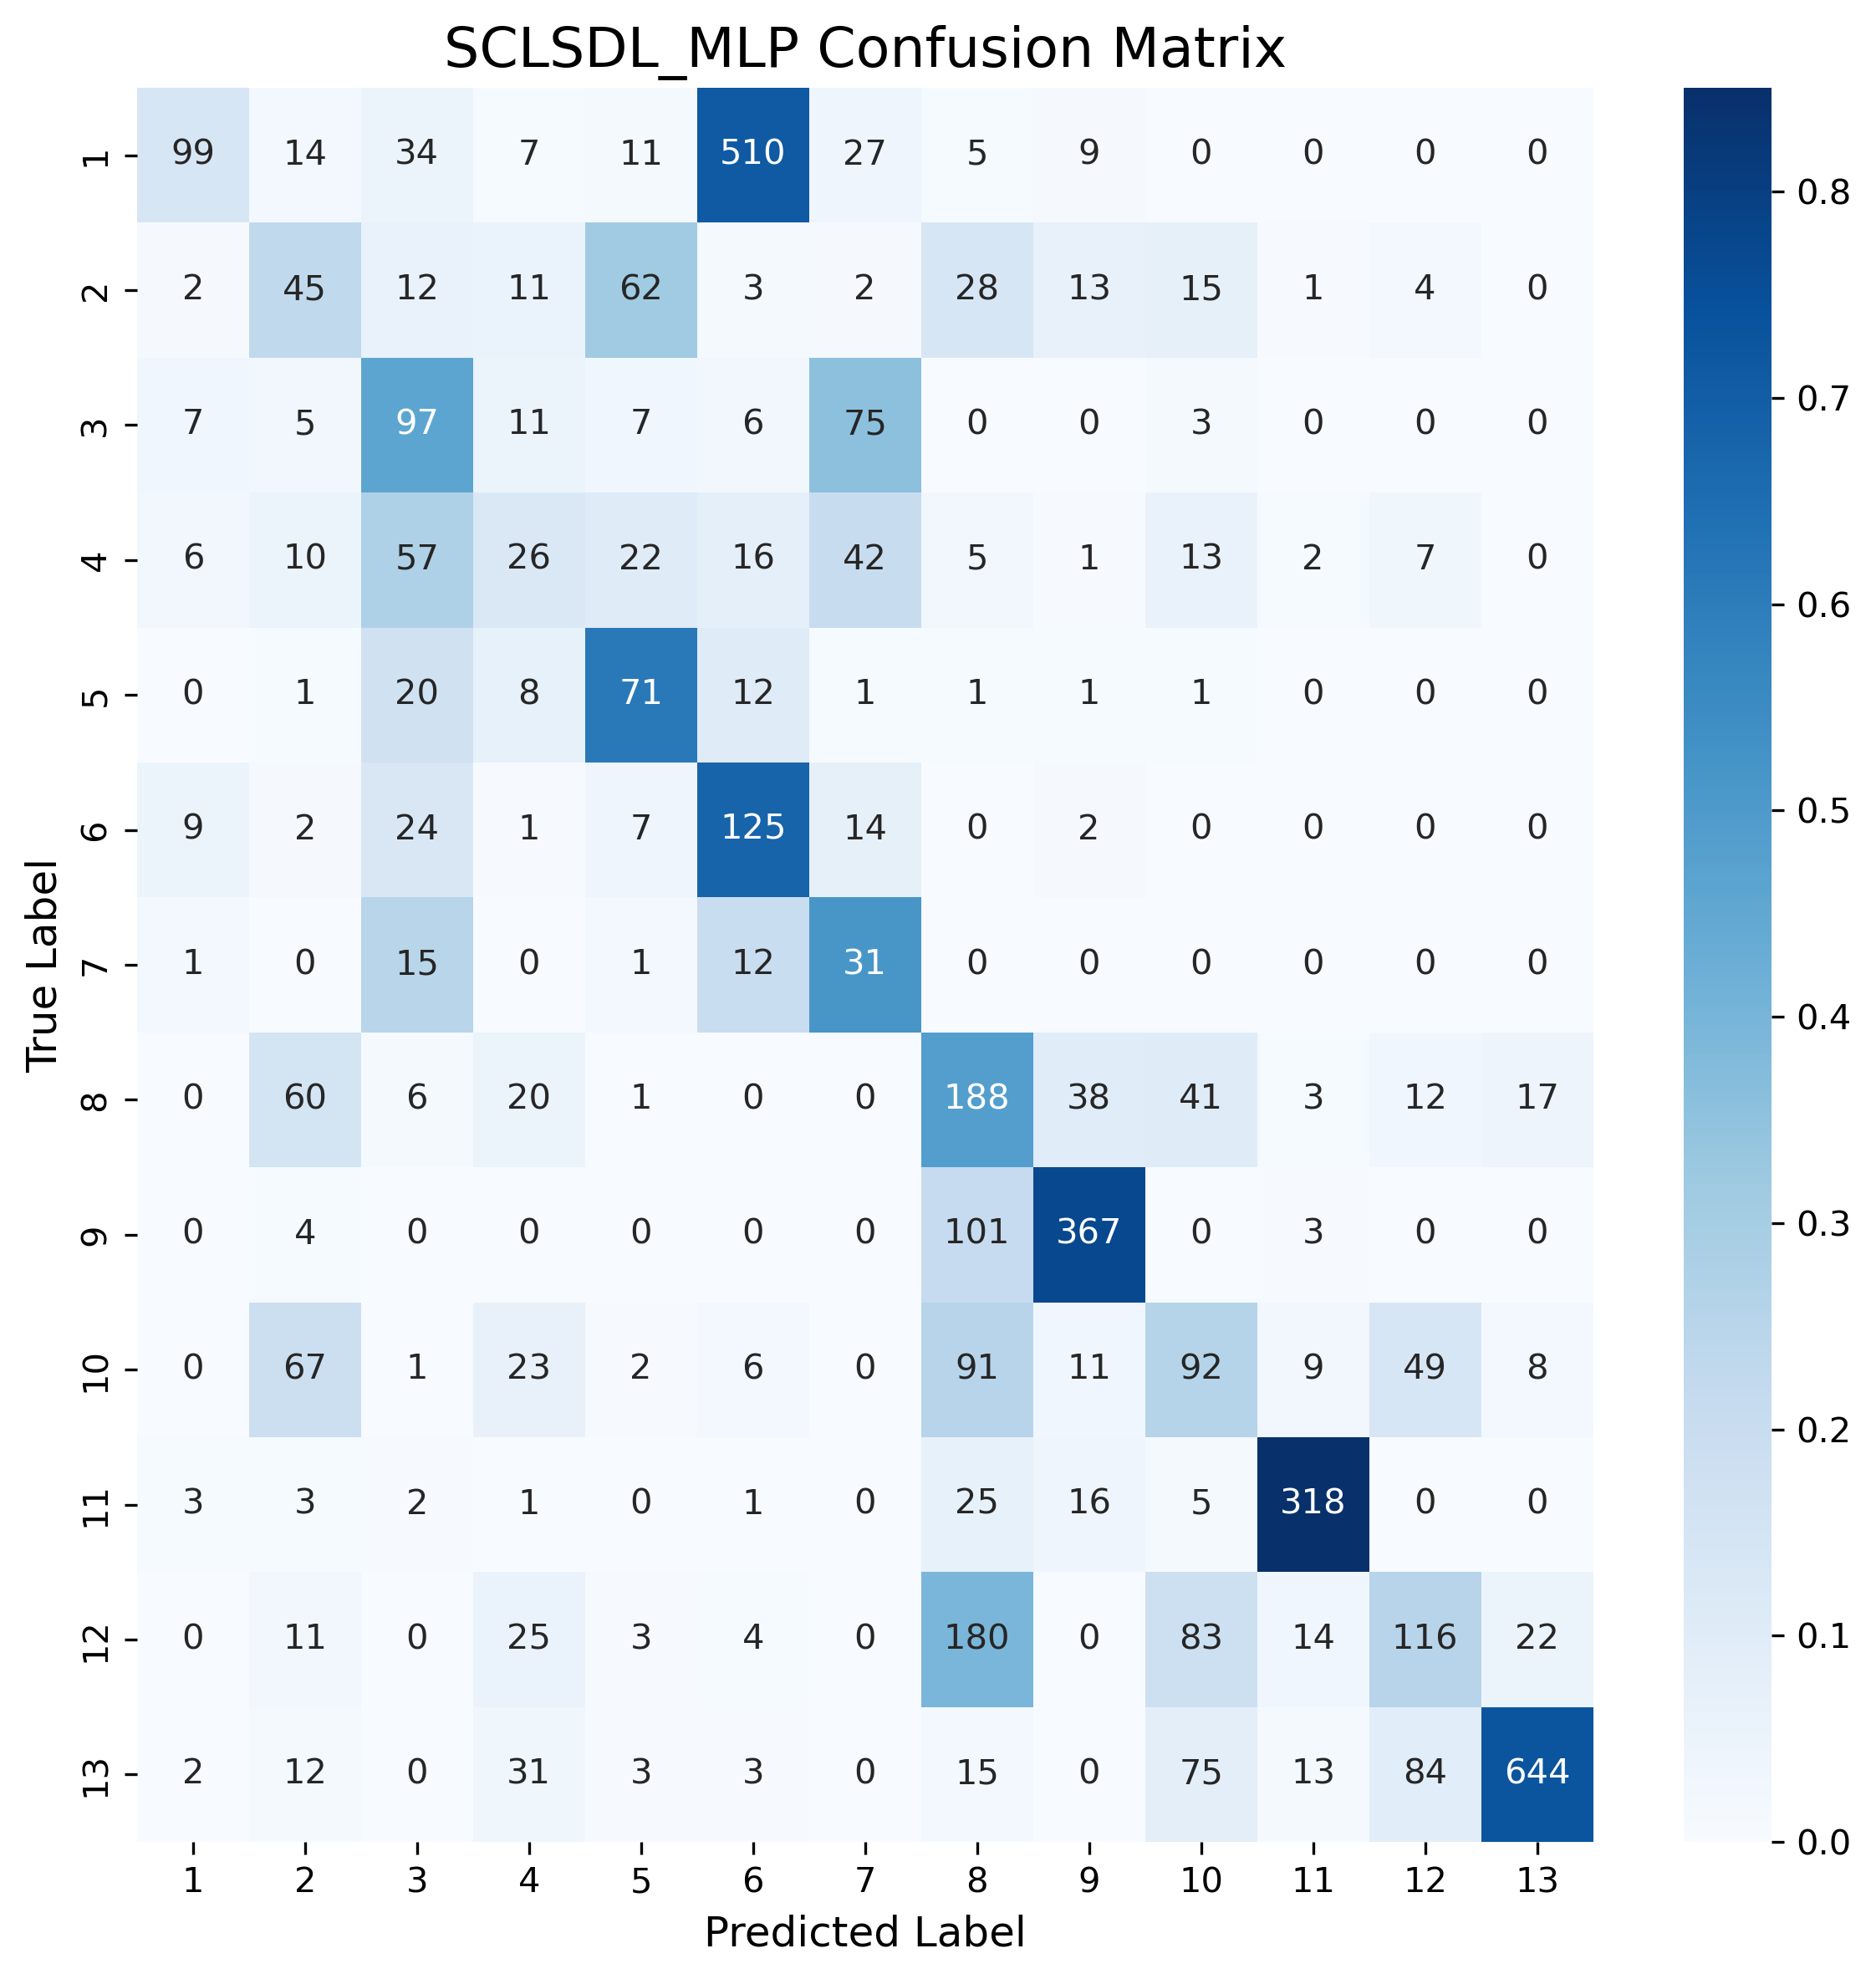 SCLSDL_MLP Confusion Matrix
1 99 14 34 7 11 510 27 5 9 0 0 0 0
2 2 45 12 11 62 3 2 28 13 15 1 4 0
3 7 5 97 11 7 6 75 0 0 3 0 0 0
4 6 10 57 26 22 16 42 5 1 13 2 7 0
5 0 1 20 8 71 12 1 1 1 1 0 0 0
6 9 2 24 1 7 125 14 0 2 0 0 0 0
7 1 0 15 0 1 12 31 0 0 0 0 0 0
8 0 60 6 20 1 0 0 188 38 41 3 12 17
9 0 4 0 0 0 0 0 101 367 0 3 0 0
10 0 67 1 23 2 6 0 91 11 92 9 49 8
11 3 3 2 1 0 1 0 25 16 5 318 0 0
12 0 11 0 25 3 4 0 180 0 83 14 116 22
13 2 12 0 31 3 3 0 15 0 75 13 84 644
1 2 3 4 5 6 7 8 9 10 11 12 13
Predicted Label
True Label
0.8
0.7
0.6
0.5
0.4
0.3
0.2
0.1
0.0